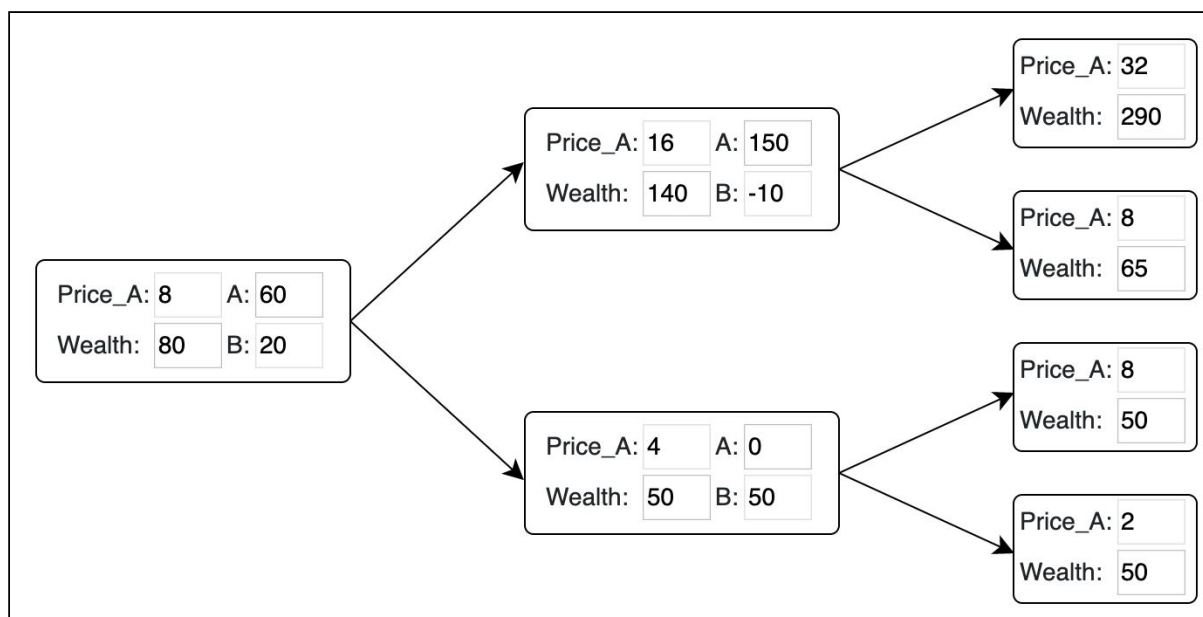 Price_A: 8 A: 60
Wealth: 80 B: 20
Price_A: 16 A: 150
Wealth: 140 B: -10
Price_A: 4 A: 0
Wealth: 50 B: 50
Price_A: 32
Wealth: 290
Price_A: 8
Wealth: 65
Price_A: 8
Wealth: 50
Price_A: 2
Wealth: 50